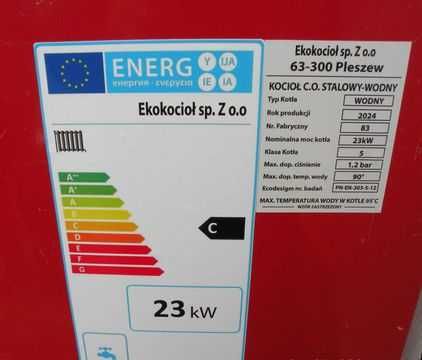 ENERG Y IJA IE IA
енергия · ενεργεια
Ekokocioł sp. Z o.o
A++
A+
A
B
C
D
E
F
G
C
23 kW
Ekokocioł sp. Z o.o
63-300 Pleszew
KOCIOŁ C.O. STALOWY-WODNY
Typ Kotła WODNY
Rok produkcji 2024
Nr. Fabryczny 83
Nominalna moc kotła 23kW
Klasa Kotła 5
Max. dop. ciśnienie 1,2 bar
Max. dop. temp. wody 90°
Ecodesign nr. badań PN-EN-303-5-12
MAX. TEMPERATURA WODY W KOTLE 95°C
WZÓR ZASTRZEŻONY